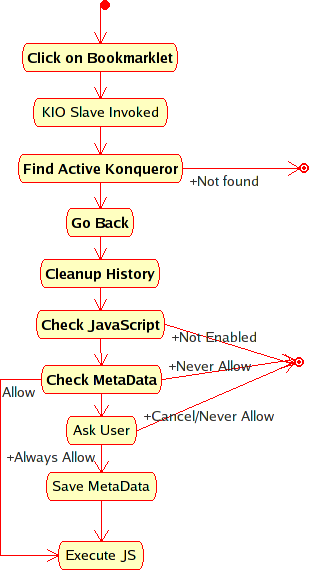 Click on Bookmarklet
KIO Slave Invoked
Find Active Konqueror
+Not found
Go Back
Cleanup History
Check JavaScript
+Not Enabled
+Never Allow
Check MetaData
Allow
+Cancel/Never Allow
Ask User
+Always Allow
Save MetaData
Execute JS